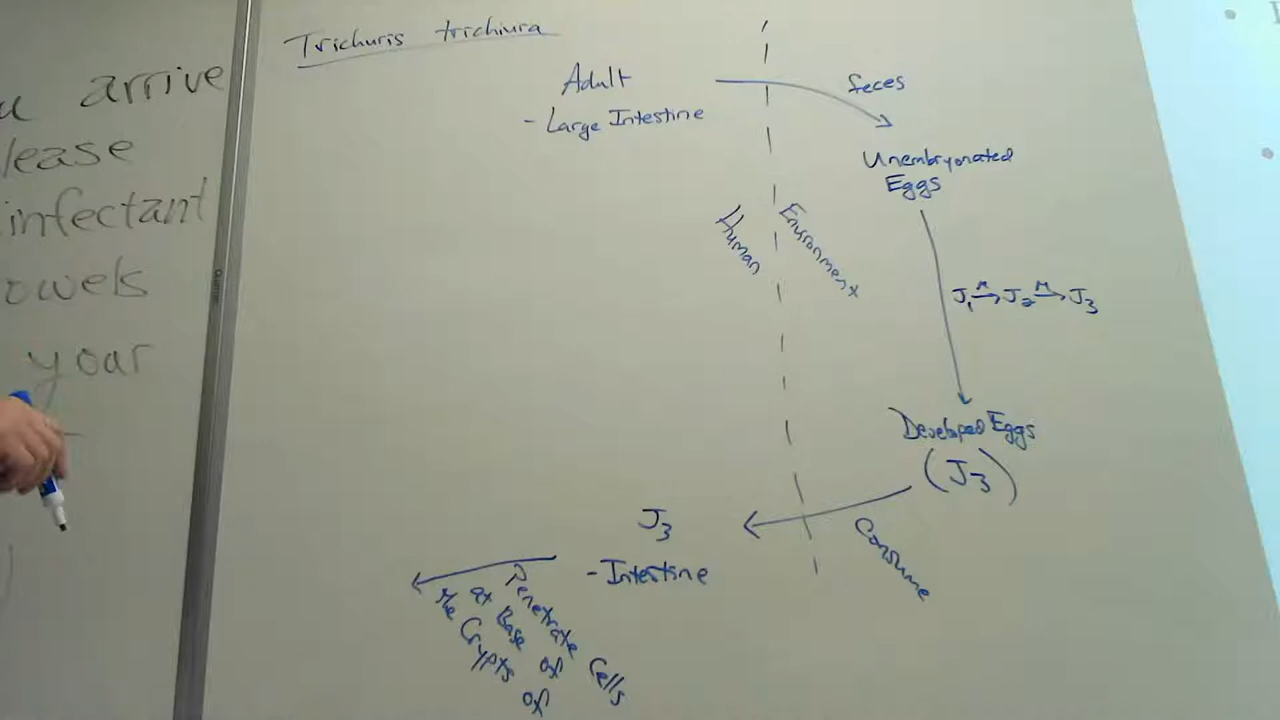 arrive
lease
infectant
owels
your
Trichuris trichiura
Adult
- Large Intestine
feces
Unembryonated
Eggs
Human
Environment
J1 M→ J2 M→ J3
Developed Eggs
(J3)
Consume
J3
- Intestine
Penetrate Cells
at Base of
the Crypts of